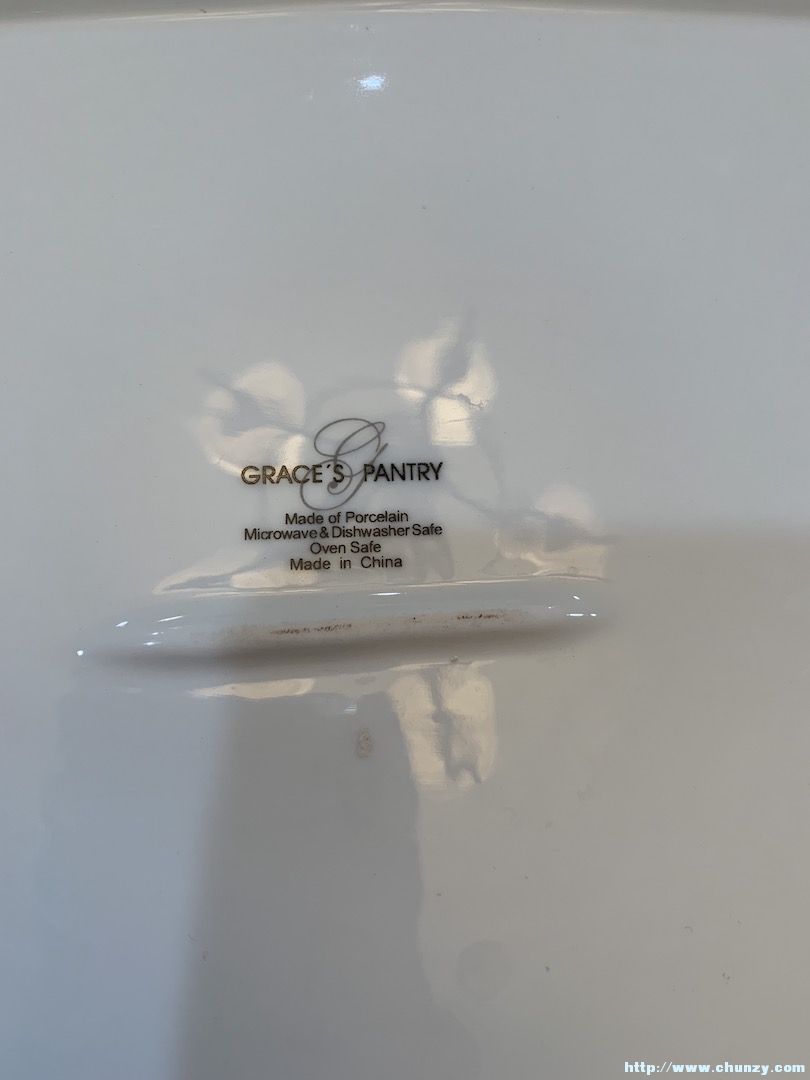 G
GRACE'S PANTRY
Made of Porcelain
Microwave & Dishwasher Safe
Oven Safe
Made in China
http://www.chunzy.com